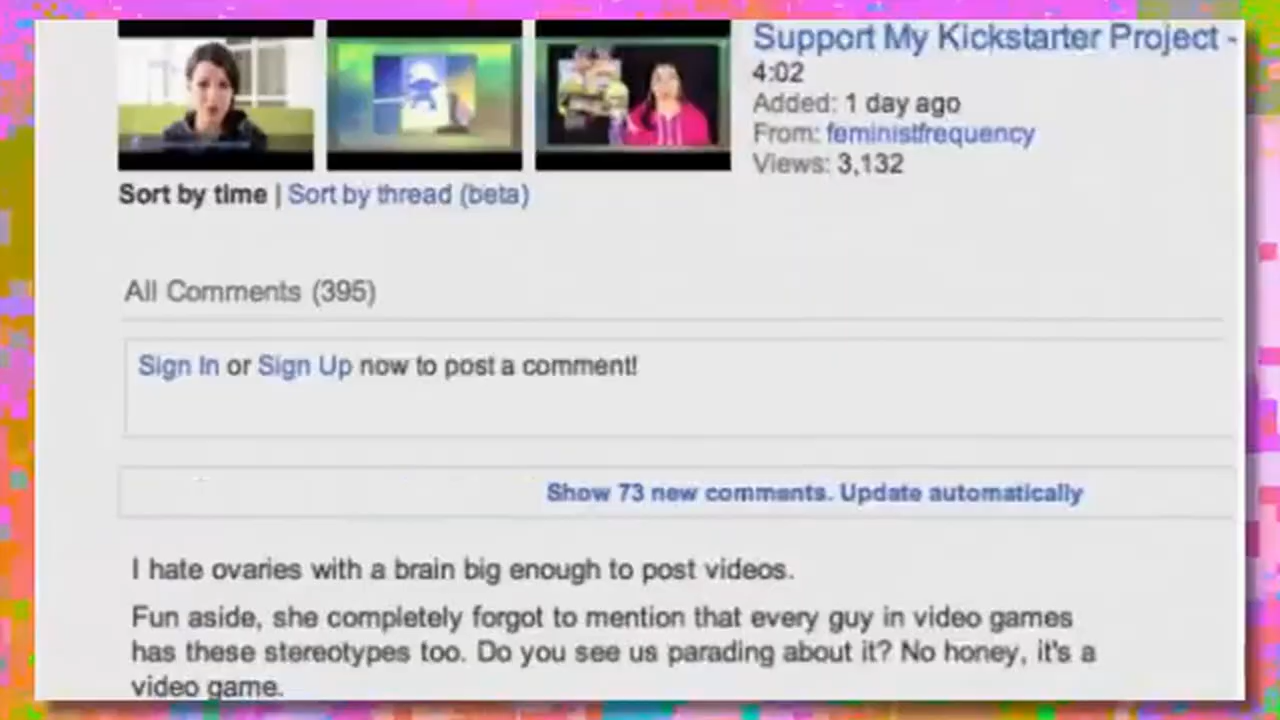 Support My Kickstarter Project -
4:02
Added: 1 day ago
From: feministfrequency
Views: 3,132
Sort by time | Sort by thread (beta)
All Comments (395)
Sign In or Sign Up now to post a comment!
Show 73 new comments. Update automatically
I hate ovaries with a brain big enough to post videos.
Fun aside, she completely forgot to mention that every guy in video games
has these stereotypes too. Do you see us parading about it? No honey, it's a
video game.